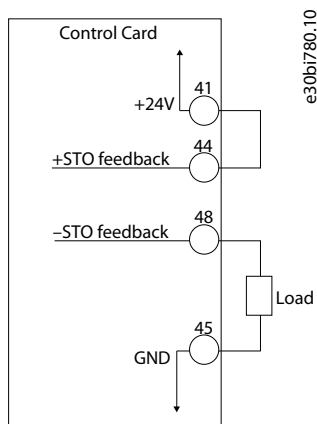 Control Card
e30bi780.10
41
+24V
44
+STO feedback
48
–STO feedback
Load
45
GND